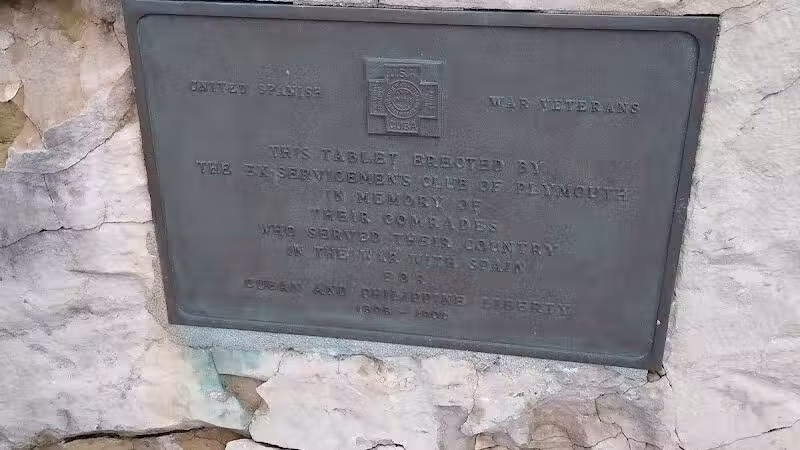 UNITED SPANISH WAR VETERANS
CUBA
THIS TABLET ERECTED BY
THE EX-SERVICEMEN'S CLUB OF PLYMOUTH
IN MEMORY OF
THEIR COMRADES
WHO SERVED THEIR COUNTRY
IN THE WAR WITH SPAIN
FOR
CUBAN AND PHILIPPINE LIBERTY